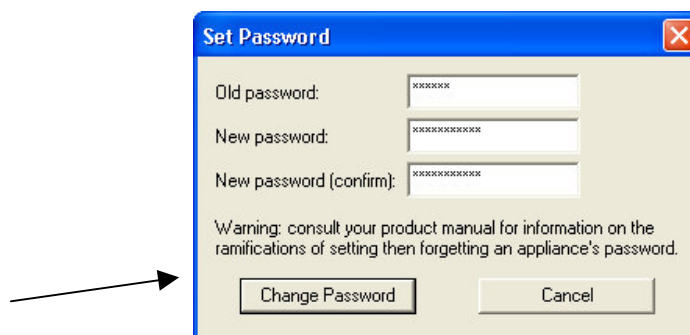 Set Password
Old password: ******
New password: ***********
New password (confirm): ***********
Warning: consult your product manual for information on the
ramifications of setting then forgetting an appliance's password.
Change Password Cancel